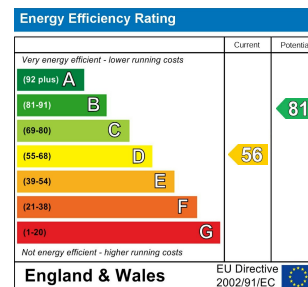 Energy Efficiency Rating
Current Potentia
Very energy efficient - lower running costs
(92 plus) A
(81-91) B
81
(69-80) C
(55-68) D
56
(39-54) E
(21-38) F
(1-20) G
Not energy efficient - higher running costs
England & Wales
EU Directive
2002/91/EC